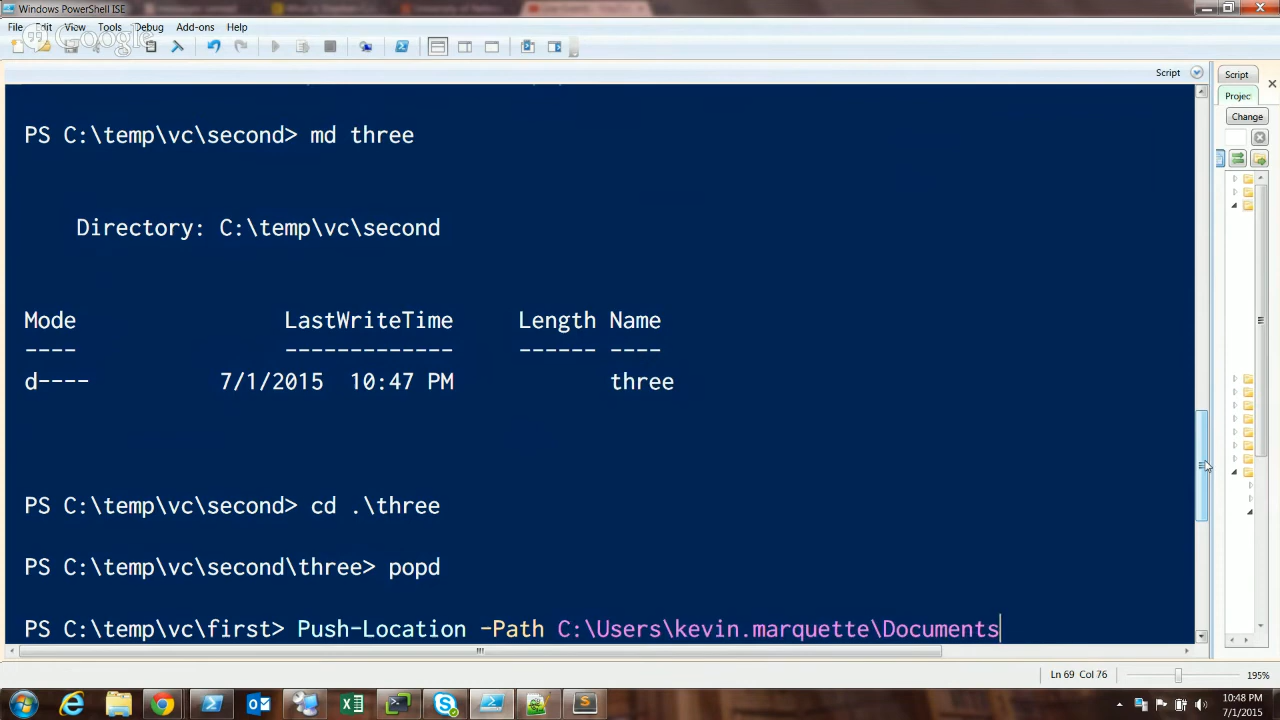 Windows PowerShell ISE
File Edit View Tools Debug Add-ons Help
Google
Script
Script
Projec
Change
PS C:\temp\vc\second> md three
Directory: C:\temp\vc\second
Mode LastWriteTime Length Name
---- ------------- ------ ----
d---- 7/1/2015 10:47 PM three
PS C:\temp\vc\second> cd .\three
PS C:\temp\vc\second\three> popd
PS C:\temp\vc\first> Push-Location -Path C:\Users\kevin.marquette\Documents
Ln 69 Col 76
195%
10:48 PM
7/1/2015